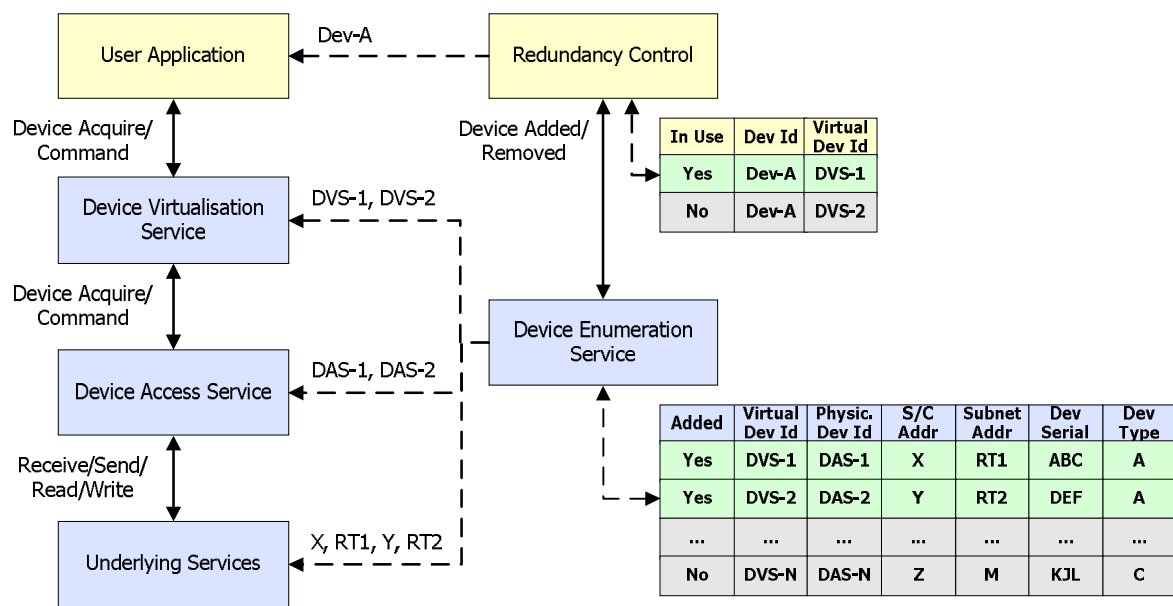 User Application
Dev-A
Redundancy Control
Device Acquire/
Command
Device Added/
Removed
In Use Dev Id Virtual Dev Id
Yes Dev-A DVS-1
No Dev-A DVS-2
Device Virtualisation
Service
DVS-1, DVS-2
Device Acquire/
Command
Device Enumeration
Service
Device Access Service
DAS-1, DAS-2
Added Virtual Dev Id Physic. Dev Id S/C Addr Subnet Addr Dev Serial Dev Type
Yes DVS-1 DAS-1 X RT1 ABC A
Yes DVS-2 DAS-2 Y RT2 DEF A
... ... ... ... ... ... ...
No DVS-N DAS-N Z M KJL C
Receive/Send/
Read/Write
Underlying Services
X, RT1, Y, RT2